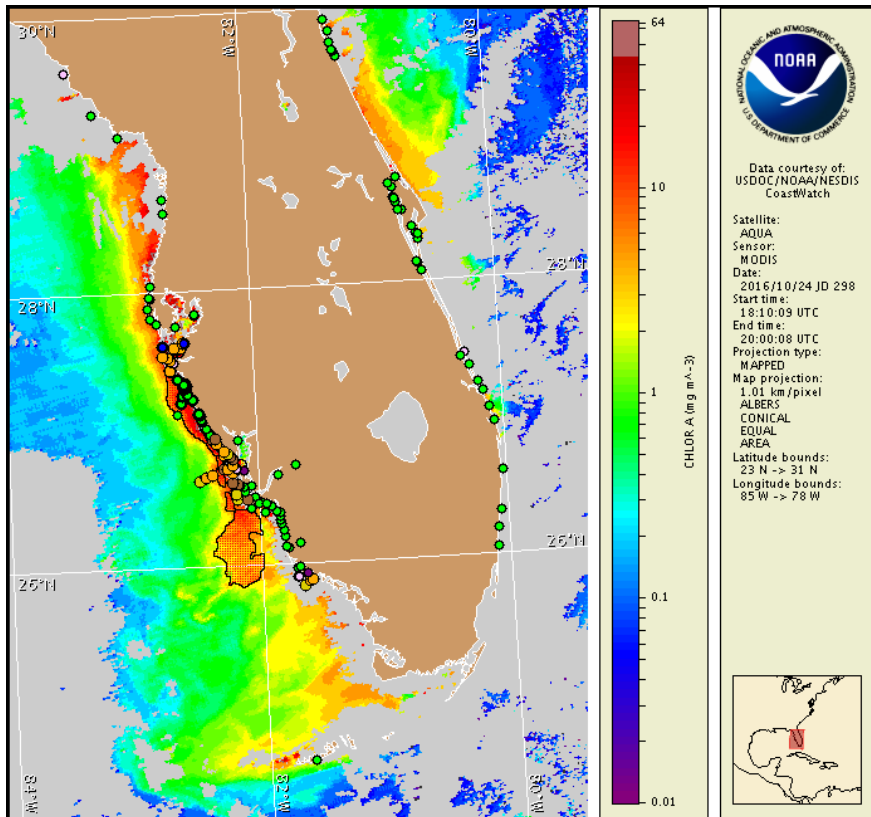 30°N
82°W
80°W
28°N
28°N
26°N
26°N
84°W
82°W
80°W
64
10
1
0.1
0.01
CHLOR A (mg m^-3)
NATIONAL OCEANIC AND ATMOSPHERIC ADMINISTRATION
NOAA
U.S. DEPARTMENT OF COMMERCE
Data courtesy of:
USDOC/NOAA/NESDIS
CoastWatch
Satellite:
AQUA
Sensor:
MODIS
Date:
2016/10/24 JD 298
Start time:
18:10:09 UTC
End time:
20:00:08 UTC
Projection type:
MAPPED
Map projection:
1.01 km/pixel
ALBERS
CONICAL
EQUAL
AREA
Latitude bounds:
23 N -> 31 N
Longitude bounds:
85 W -> 78 W